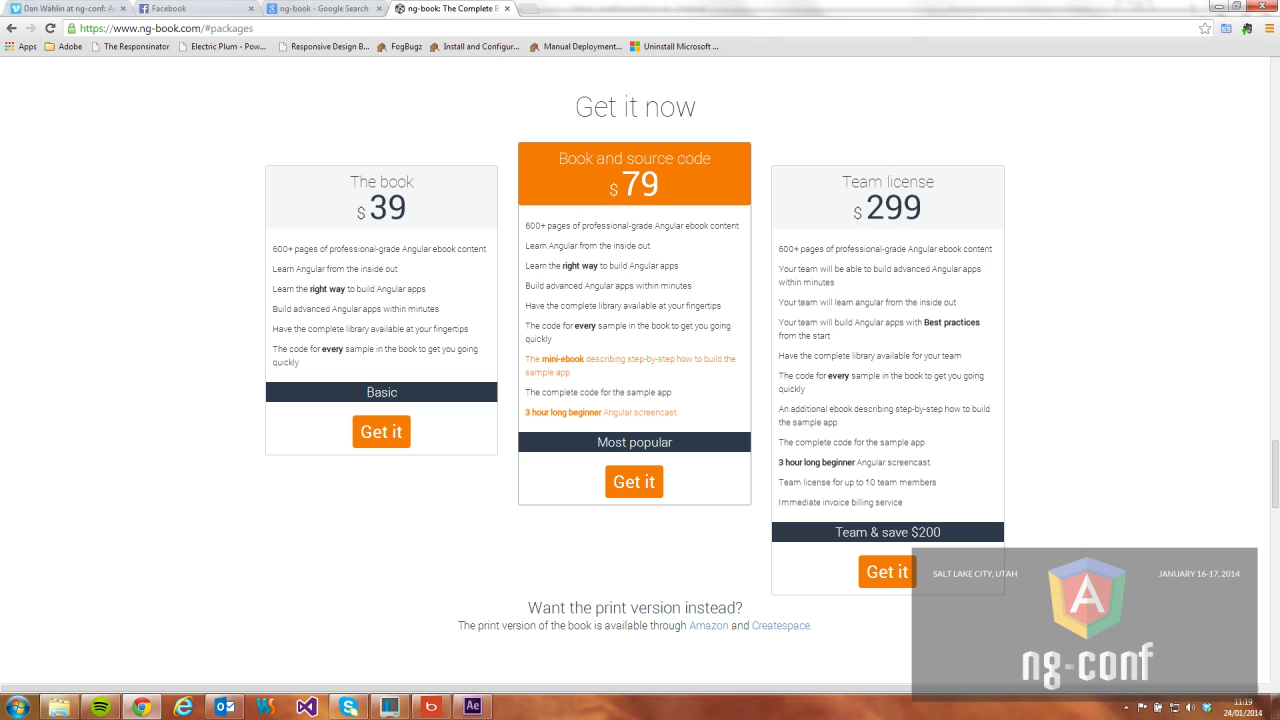 Dan Wahlin at ng-conf: A
Facebook
ng-book - Google Search
ng-book: The Complete B
https://www.ng-book.com/#packages
Apps
Adobe
The Responsinator
Electric Plum - Pow...
Responsive Design B...
FogBugz
Install and Configur...
Manual Deployment...
Uninstall Microsoft ...
Get it now
The book
$ 39
600+ pages of professional-grade Angular ebook content
Learn Angular from the inside out
Learn the right way to build Angular apps
Build advanced Angular apps within minutes
Have the complete library available at your fingertips
The code for every sample in the book to get you going
quickly
Basic
Get it
Book and source code
$ 79
600+ pages of professional-grade Angular ebook content
Learn Angular from the inside out
Learn the right way to build Angular apps
Build advanced Angular apps within minutes
Have the complete library available at your fingertips
The code for every sample in the book to get you going
quickly
The mini-ebook describing step-by-step how to build the
sample app
The complete code for the sample app
3 hour long beginner Angular screencast
Most popular
Get it
Team license
$ 299
600+ pages of professional-grade Angular ebook content
Your team will be able to build advanced Angular apps
within minutes
Your team will learn angular from the inside out
Your team will build Angular apps with Best practices
from the start
Have the complete library available for your team
The code for every sample in the book to get you going
quickly
An additional ebook describing step-by-step how to build
the sample app
The complete code for the sample app
3 hour long beginner Angular screencast
Team license for up to 10 team members
Immediate invoice billing service
Team & save $200
Get it
Want the print version instead?
The print version of the book is available through Amazon and Createspace.
SALT LAKE CITY, UTAH
JANUARY 16-17, 2014
A
ng-conf
Ae
11:19
24/01/2014